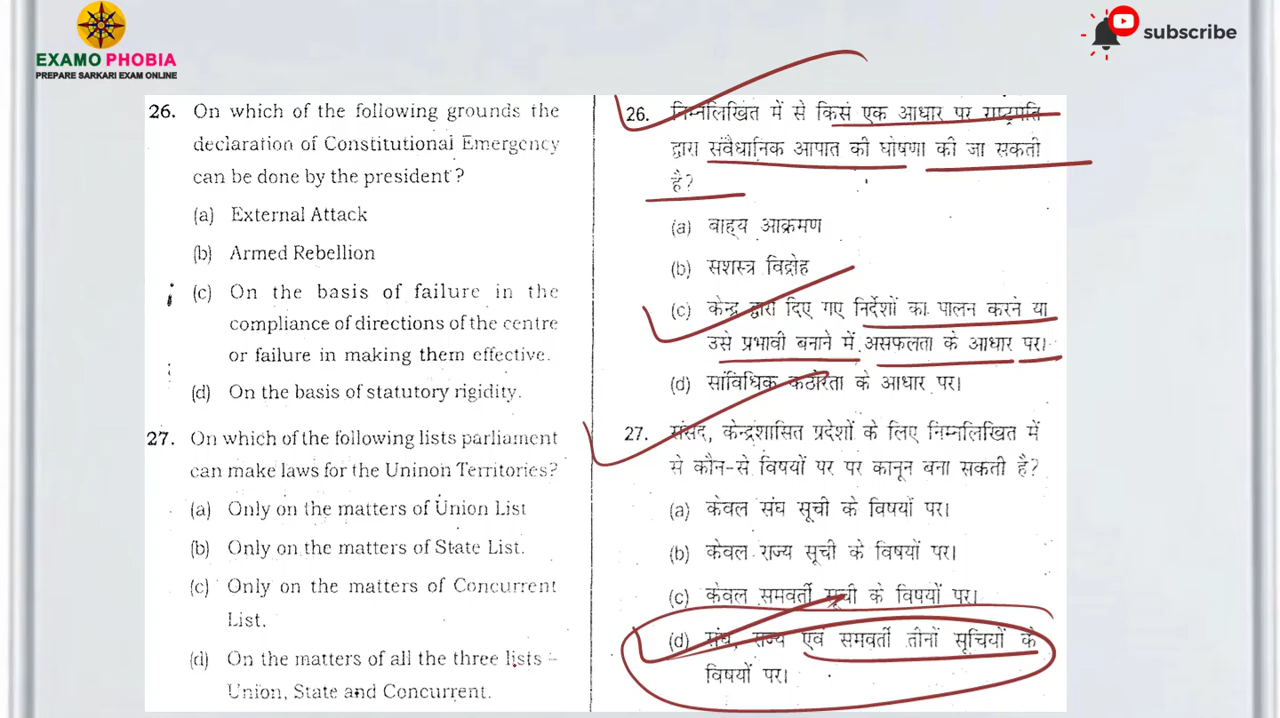 EXAMO PHOBIA
PREPARE SARKARI EXAM ONLINE
subscribe
26. On which of the following grounds the
declaration of Constitutional Emergency
can be done by the president?
(a) External Attack
(b) Armed Rebellion
(c) On the basis of failure in the
compliance of directions of the centre
or failure in making them effective.
(d) On the basis of statutory rigidity.
27. On which of the following lists parliament
can make laws for the Uninon Territories?
(a) Only on the matters of Union List
(b) Only on the matters of State List.
(c) Only on the matters of Concurrent
List.
(d) On the matters of all the three lists –
Union, State and Concurrent.
26. निम्नलिखित में से किस एक आधार पर राष्ट्रपति
द्वारा संवैधानिक आपात की घोषणा की जा सकती
है?
(a) वाह्य आक्रमण
(b) सशस्त्र विद्रोह
(c) केन्द्र द्वारा दिए गए निर्देशों का पालन करने या
उसे प्रभावी बनाने में असफलता के आधार पर।
(d) सांविधिक कठोरता के आधार पर।
27. संसद, केन्द्रशासित प्रदेशों के लिए निम्नलिखित में
से कौन-से विषयों पर पर कानून बना सकती है?
(a) केवल संघ सूची के विषयों पर।
(b) केवल राज्य सूची के विषयों पर।
(c) केवल समवर्ती सूची के विषयों पर।
(d) संघ, राज्य एवं समवर्ती तीनों सूचियों के
विषयों पर।